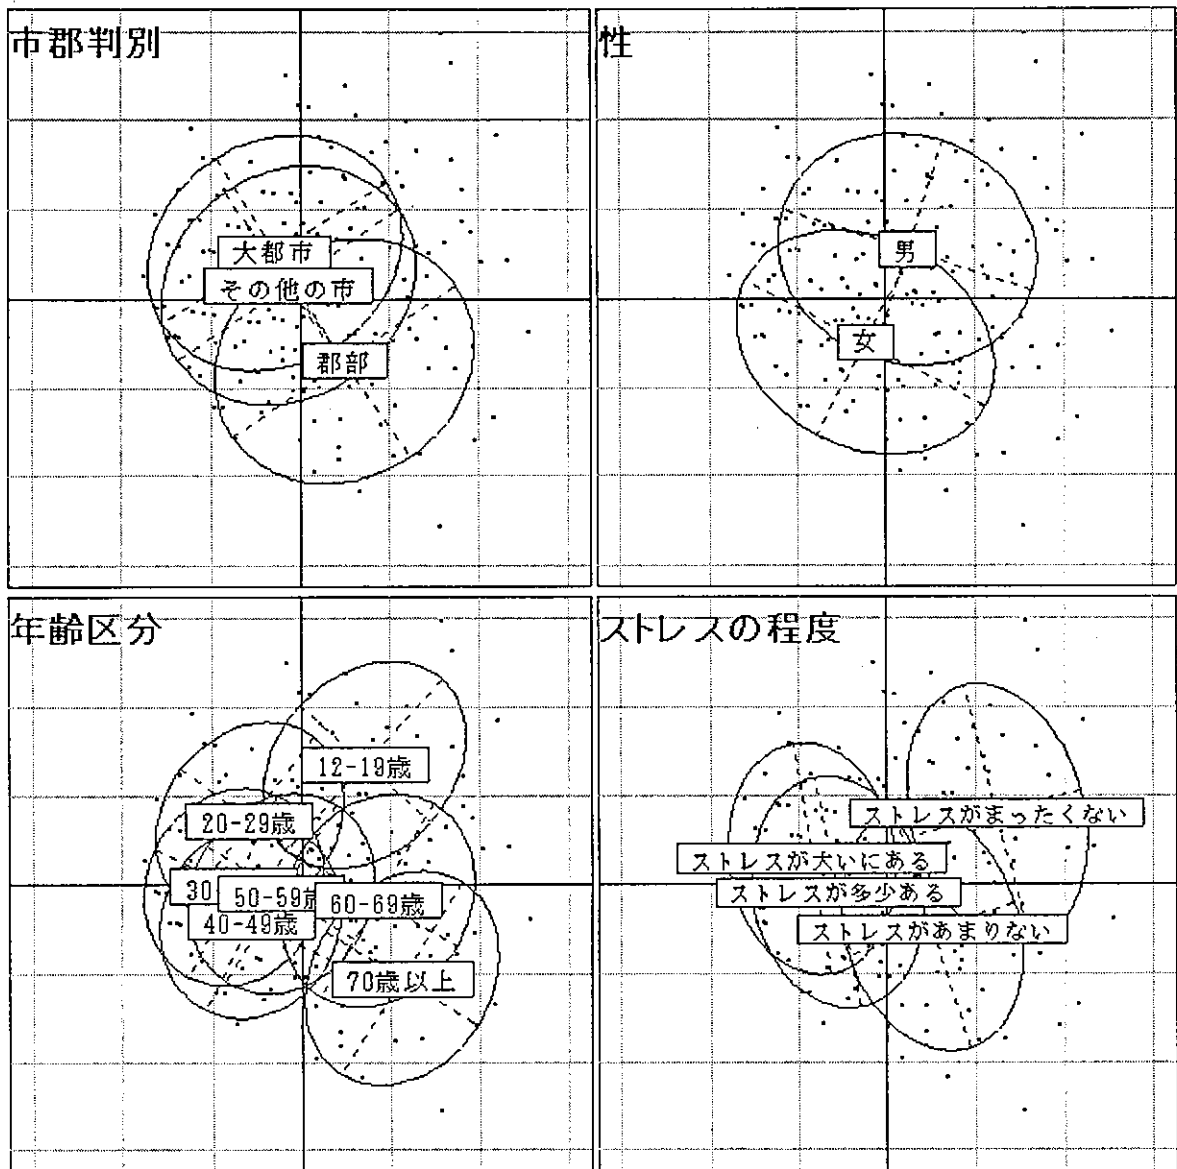 市郡判別
大都市
その他の市
郡部
性
男
女
年齢区分
12-19歳
20-29歳
30
50-59歳
60-69歳
40-49歳
70歳以上
ストレスの程度
ストレスがまったくない
ストレスが大いにある
ストレスが多少ある
ストレスがあまりない